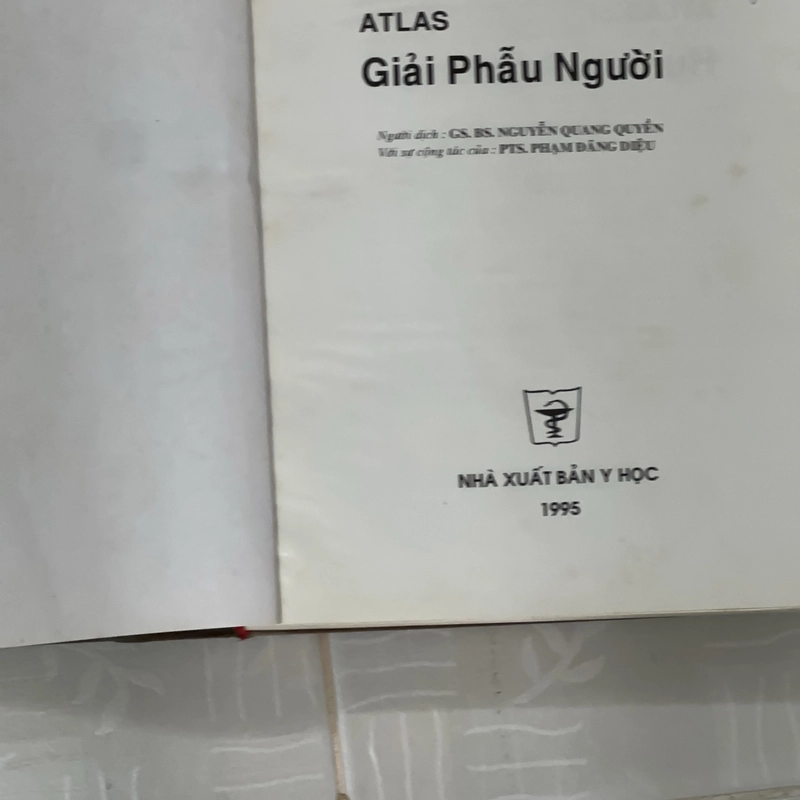 ATLAS
Giải Phẫu Người
Người dịch : GS. BS. NGUYỄN QUANG QUYỀN
Với sự cộng tác của : PTS. PHẠM ĐĂNG DIỆU
NHÀ XUẤT BẢN Y HỌC
1995